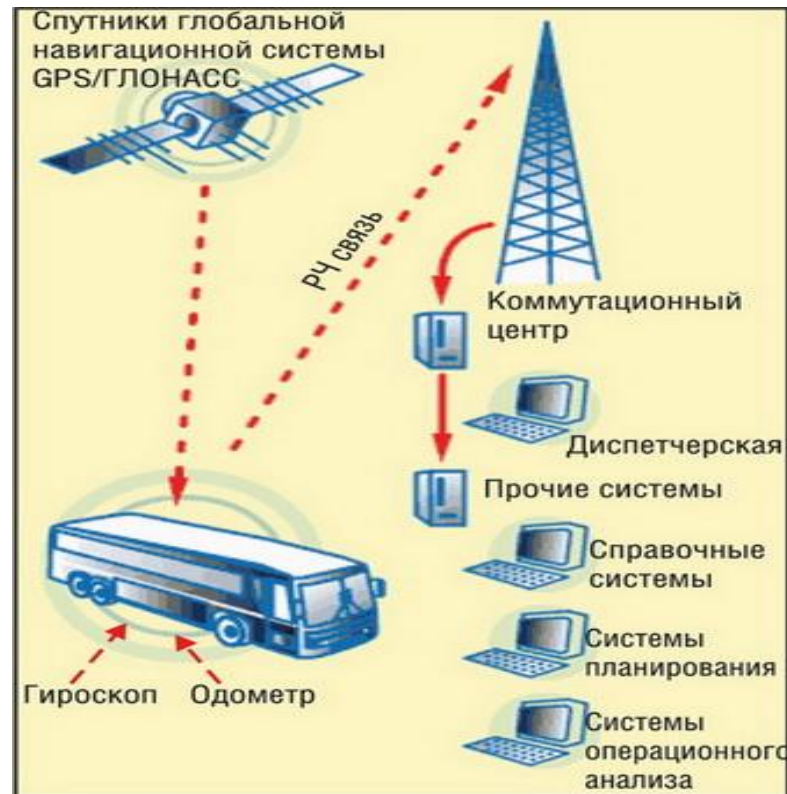 Спутники глобальной
навигационной системы
GPS/ГЛОНАСС
РЧ связь
Коммутационный
центр
Диспетчерская
Прочие системы
Справочные
системы
Системы
планирования
Системы
операционного
анализа
Гироскоп
Одометр